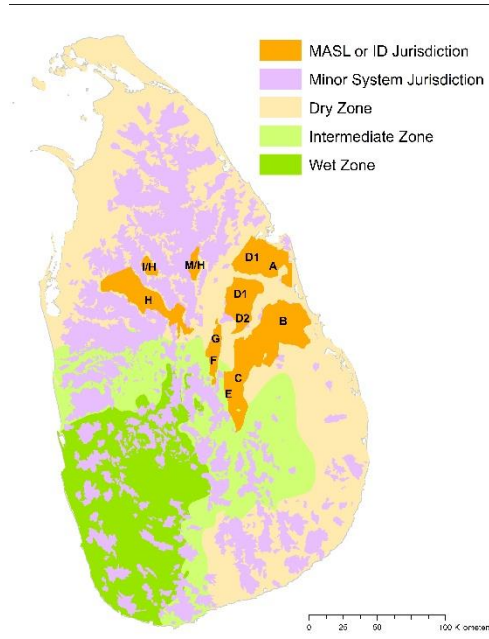 MASL or ID Jurisdiction
Minor System Jurisdiction
Dry Zone
Intermediate Zone
Wet Zone
D1
A
I/H
M/H
H
D1
D2
B
G
F
C
E
0 25 50 100 Kilometers